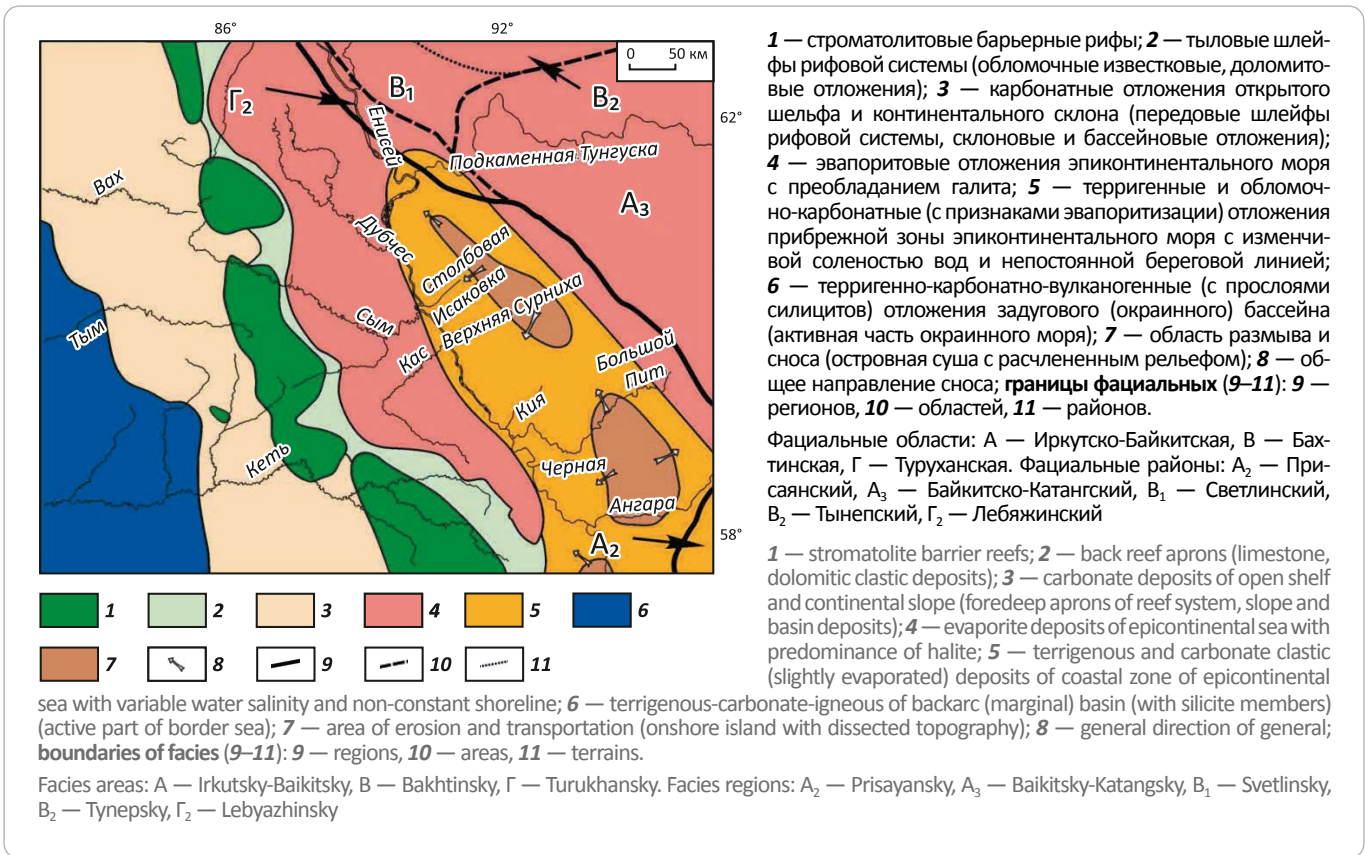 86°
92°
0 50 км
Г₂
В₁
В₂
62°
Енисей
Подкаменная Тунгуска
Вах
А₃
Дубчес
Столбовая
Исаковка
Верхняя Сурниха
Тым
Сым
Кас
Большой
Пит
Кия
Кеть
Черная
Ангара
А₂
58°
1
2
3
4
5
6
7
8
9
10
11
1 — строматолитовые барьерные рифы; 2 — тыловые шлей-
фы рифовой системы (обломочные известковые, доломито-
вые отложения); 3 — карбонатные отложения открытого
шельфа и континентального склона (передовые шлейфы
рифовой системы, склоновые и бассейновые отложения);
4 — эвапоритовые отложения эпиконтинентального моря
с преобладанием галита; 5 — терригенные и обломоч-
но-карбонатные (с признаками эвапоритизации) отложения
прибрежной зоны эпиконтинентального моря с изменчи-
вой соленостью вод и непостоянной береговой линией;
6 — терригенно-карбонатно-вулканогенные (с прослоями
силицитов) отложения задугового (окраинного) бассейна
(активная часть окраинного моря); 7 — область размыва и
сноса (островная суша с расчлененным рельефом); 8 — об-
щее направление сноса; границы фациальных (9–11): 9 —
регионов, 10 — областей, 11 — районов.
Фациальные области: А — Иркутско-Байкитская, В — Бах-
тинская, Г — Туруханская. Фациальные районы: А₂ — При-
саянский, А₃ — Байкитско-Катангский, В₁ — Светлинский,
В₂ — Тынепский, Г₂ — Лебяжинский
1 — stromatolite barrier reefs; 2 — back reef aprons (limestone,
dolomitic clastic deposits); 3 — carbonate deposits of open shelf
and continental slope (foredeep aprons of reef system, slope and
basin deposits); 4 — evaporite deposits of epicontinental sea with
predominance of halite; 5 — terrigenous and carbonate clastic
(slightly evaporated) deposits of coastal zone of epicontinental
sea with variable water salinity and non-constant shoreline; 6 — terrigenous-carbonate-igneous of backarc (marginal) basin (with silicite members)
(active part of border sea); 7 — area of erosion and transportation (onshore island with dissected topography); 8 — general direction of general;
boundaries of facies (9–11): 9 — regions, 10 — areas, 11 — terrains.
Facies areas: A — Irkutsky-Baikitsky, B — Bakhtinsky, Г — Turukhansky. Facies regions: A₂ — Prisayansky, A₃ — Baikitsky-Katangsky, B₁ — Svetlinsky,
B₂ — Tynepsky, Г₂ — Lebyazhinsky